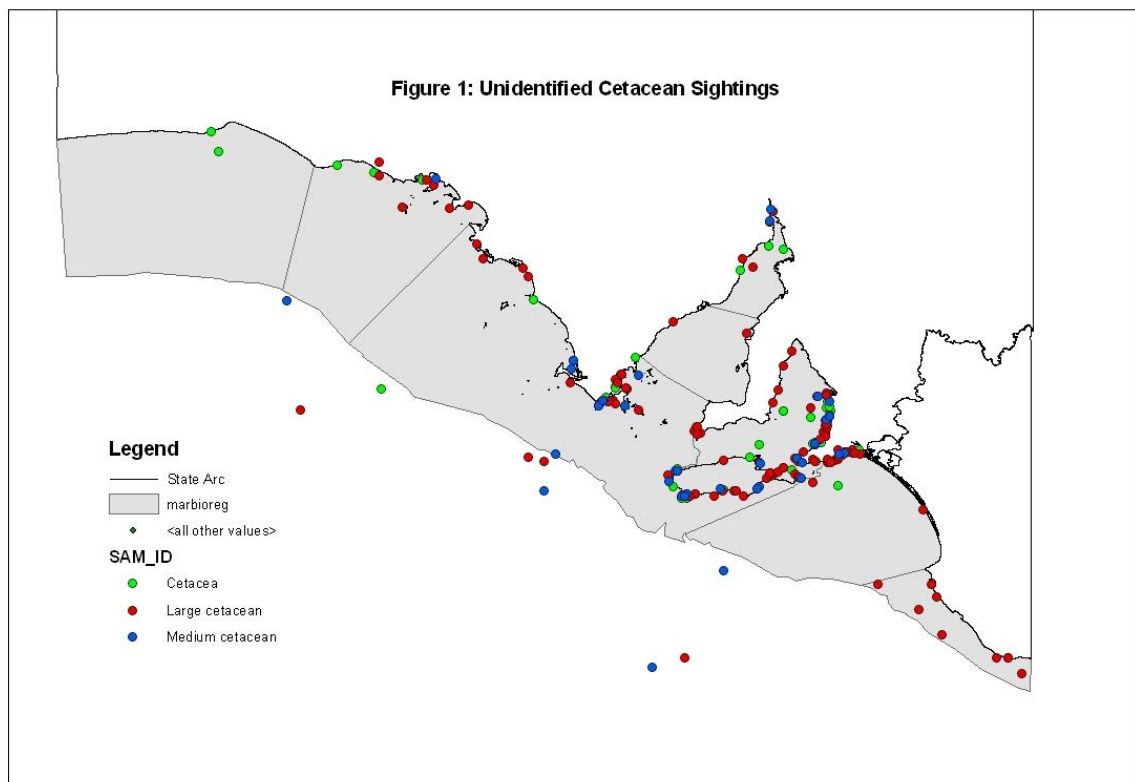 Figure 1: Unidentified Cetacean Sightings
Legend
State Arc
marbioreg
<all other values>
SAM_ID
Cetacea
Large cetacean
Medium cetacean